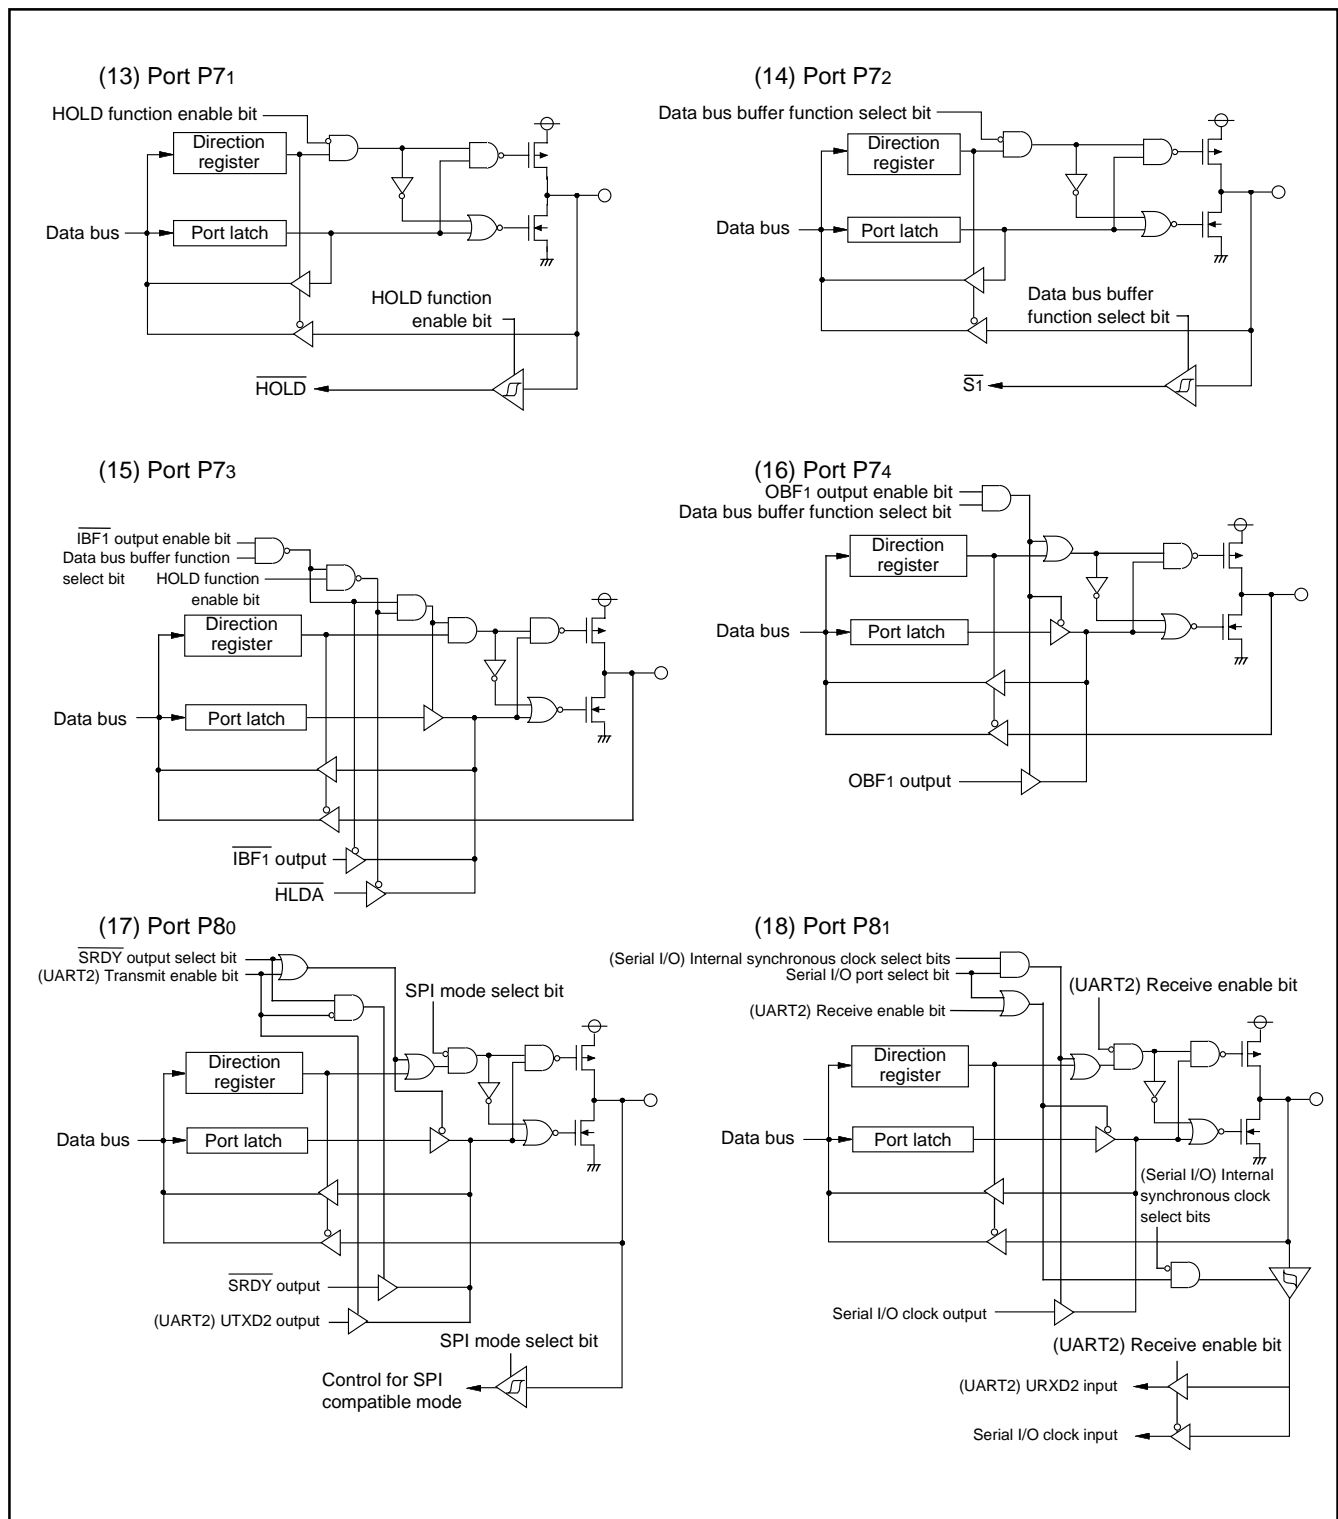 (13) Port P71
HOLD function enable bit
Direction
register
Data bus
Port latch
HOLD function
enable bit
HOLD
(14) Port P72
Data bus buffer function select bit
Direction
register
Data bus
Port latch
Data bus buffer
function select bit
S1
(15) Port P73
IBF1 output enable bit
Data bus buffer function
select bit
HOLD function
enable bit
Direction
register
Data bus
Port latch
IBF1 output
HLDA
(16) Port P74
OBF1 output enable bit
Data bus buffer function select bit
Direction
register
Data bus
Port latch
OBF1 output
(17) Port P80
SRDY output select bit
(UART2) Transmit enable bit
SPI mode select bit
Direction
register
Data bus
Port latch
SRDY output
(UART2) UTXD2 output
SPI mode select bit
Control for SPI
compatible mode
(18) Port P81
(Serial I/O) Internal synchronous clock select bits
Serial I/O port select bit
(UART2) Receive enable bit
(UART2) Receive enable bit
Direction
register
Data bus
Port latch
(Serial I/O) Internal
synchronous clock
select bits
Serial I/O clock output
(UART2) Receive enable bit
(UART2) URXD2 input
Serial I/O clock input